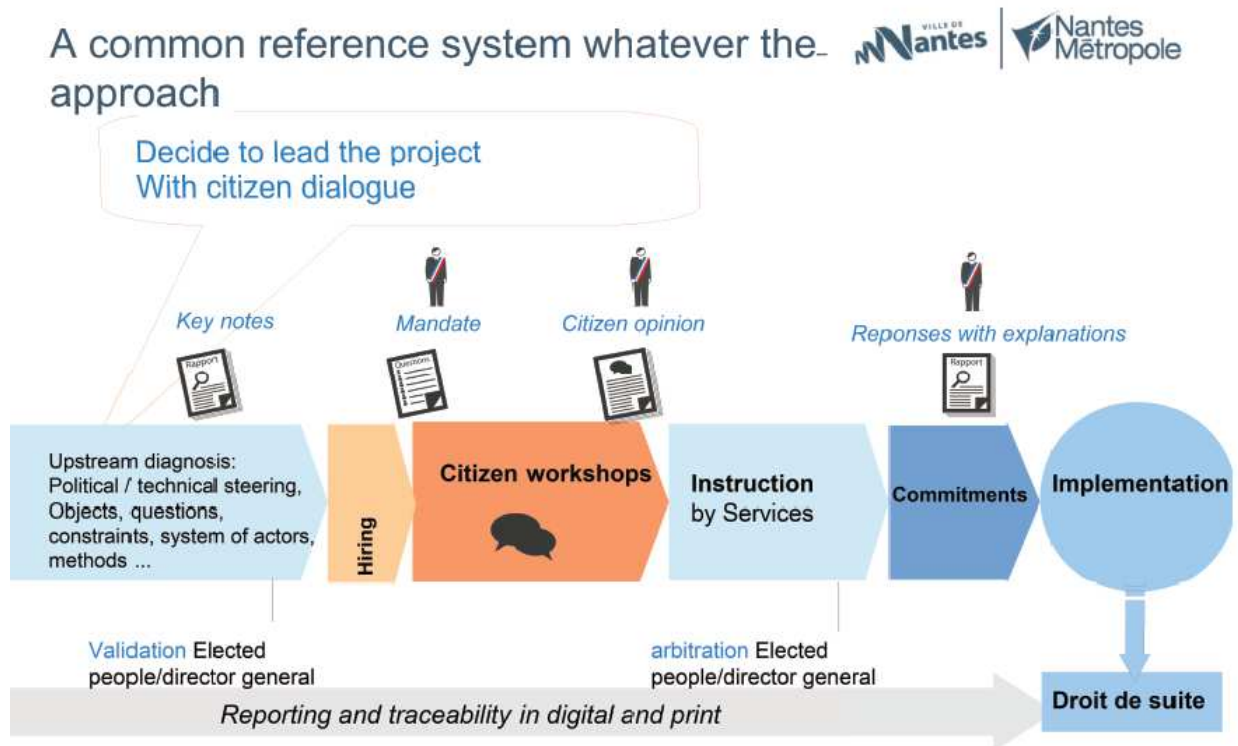 A common reference system whatever the
approach
VILLE DE
Nantes
Nantes
Métropole
Decide to lead the project
With citizen dialogue
Key notes
Mandate
Citizen opinion
Reponses with explanations
Rapport
Questions
Rapport
Upstream diagnosis:
Political / technical steering,
Objects, questions,
constraints, system of actors,
methods ...
Hiring
Citizen workshops
Instruction
by Services
Commitments
Implementation
Validation Elected
people/director general
arbitration Elected
people/director general
Reporting and traceability in digital and print
Droit de suite